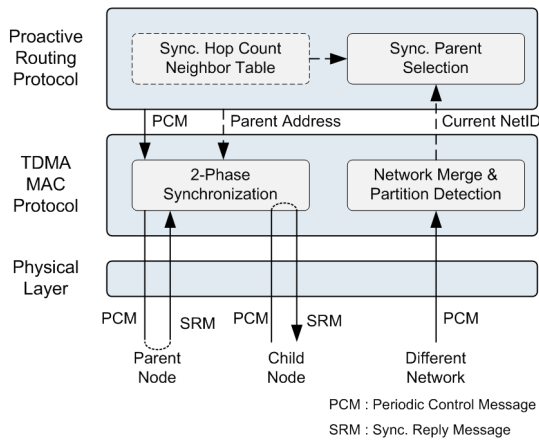 Proactive
Routing
Protocol
Sync. Hop Count
Neighbor Table
Sync. Parent
Selection
PCM
Parent Address
Current NetID
TDMA
MAC
Protocol
2-Phase
Synchronization
Network Merge &
Partition Detection
Physical
Layer
PCM
SRM
PCM
SRM
PCM
Parent
Node
Child
Node
Different
Network
PCM : Periodic Control Message
SRM : Sync. Reply Message